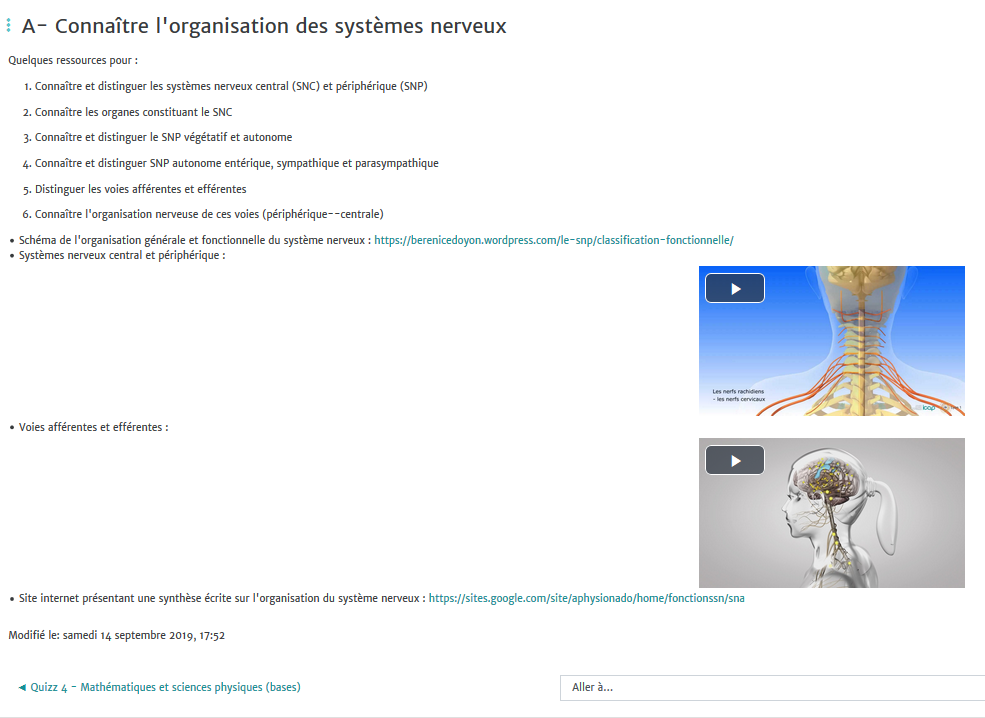 A- Connaître l'organisation des systèmes nerveux
Quelques ressources pour :
1. Connaître et distinguer les systèmes nerveux central (SNC) et périphérique (SNP)
2. Connaître les organes constituant le SNC
3. Connaître et distinguer le SNP végétatif et autonome
4. Connaître et distinguer SNP autonome entérique, sympathique et parasympathique
5. Distinguer les voies afférentes et efférentes
6. Connaître l'organisation nerveuse de ces voies (périphérique--centrale)
• Schéma de l'organisation générale et fonctionnelle du système nerveux : https://berenicedoyon.wordpress.com/le-snp/classification-fonctionnelle/
• Systèmes nerveux central et périphérique :
Les nerfs rachidiens
- les nerfs cervicaux
loop
• Voies afférentes et efférentes :
• Site internet présentant une synthèse écrite sur l'organisation du système nerveux : https://sites.google.com/site/aphysionado/home/fonctionssn/sna
Modifié le: samedi 14 septembre 2019, 17:52
◄ Quizz 4 - Mathématiques et sciences physiques (bases)
Aller à...